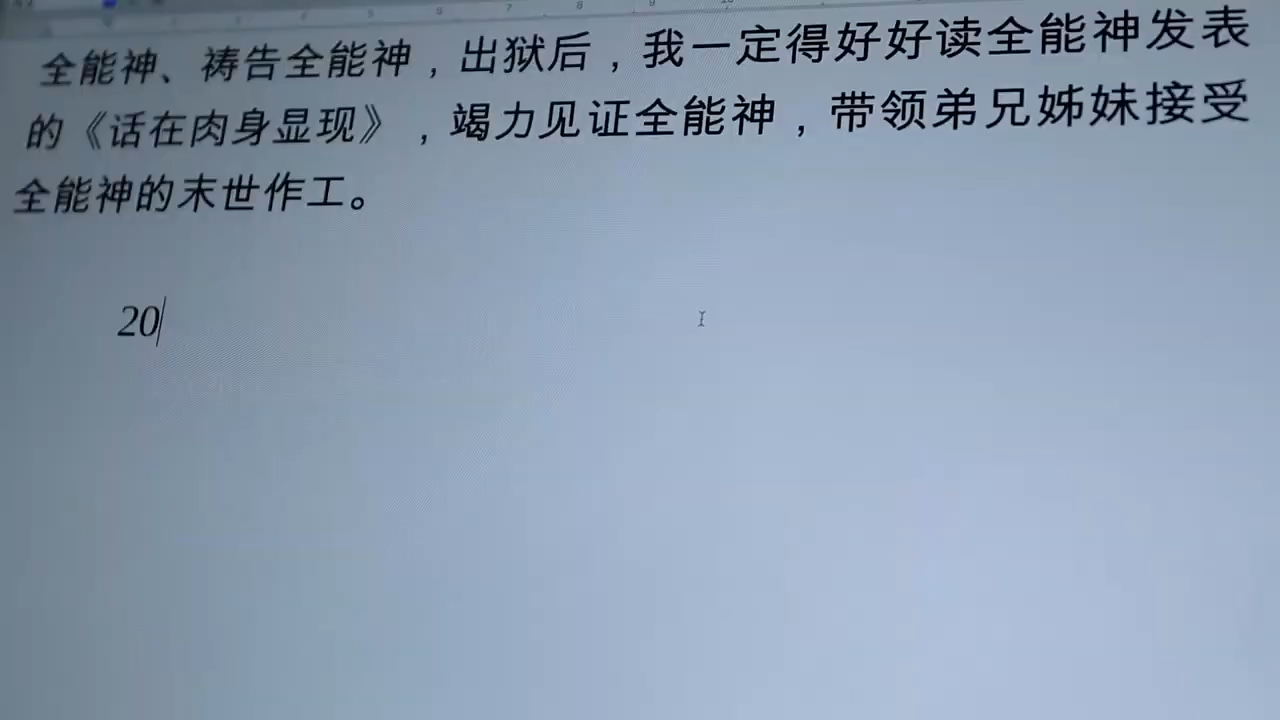 全能神、祷告全能神，出狱后，我一定得好好读全能神发表
的《话在肉身显现》，竭力见证全能神，带领弟兄姊妹接受
全能神的末世作工。
20